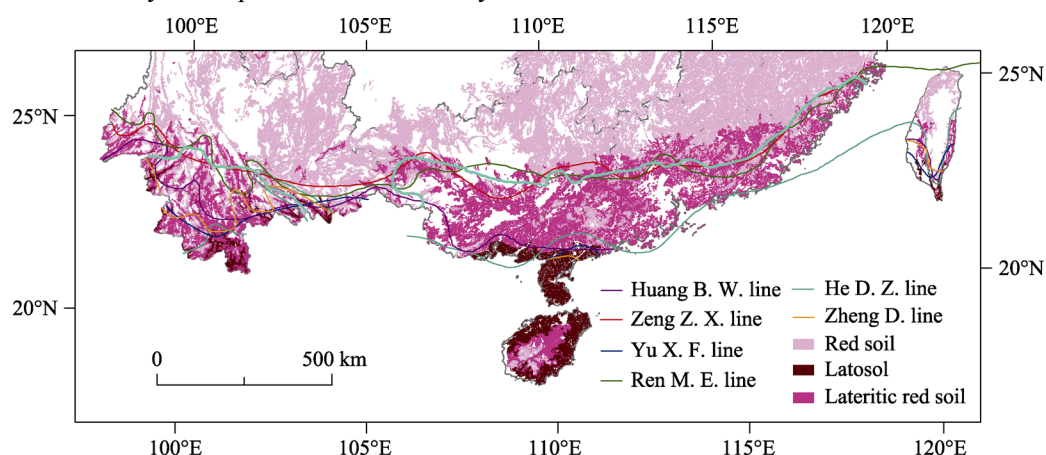 100°E 105°E 110°E 115°E 120°E
25°N 25°N
20°N 20°N
Huang B. W. line He D. Z. line
Zeng Z. X. line Zheng D. line
Yu X. F. line Red soil
Ren M. E. line Latosol
Lateritic red soil
0 500 km
100°E 105°E 110°E 115°E 120°E